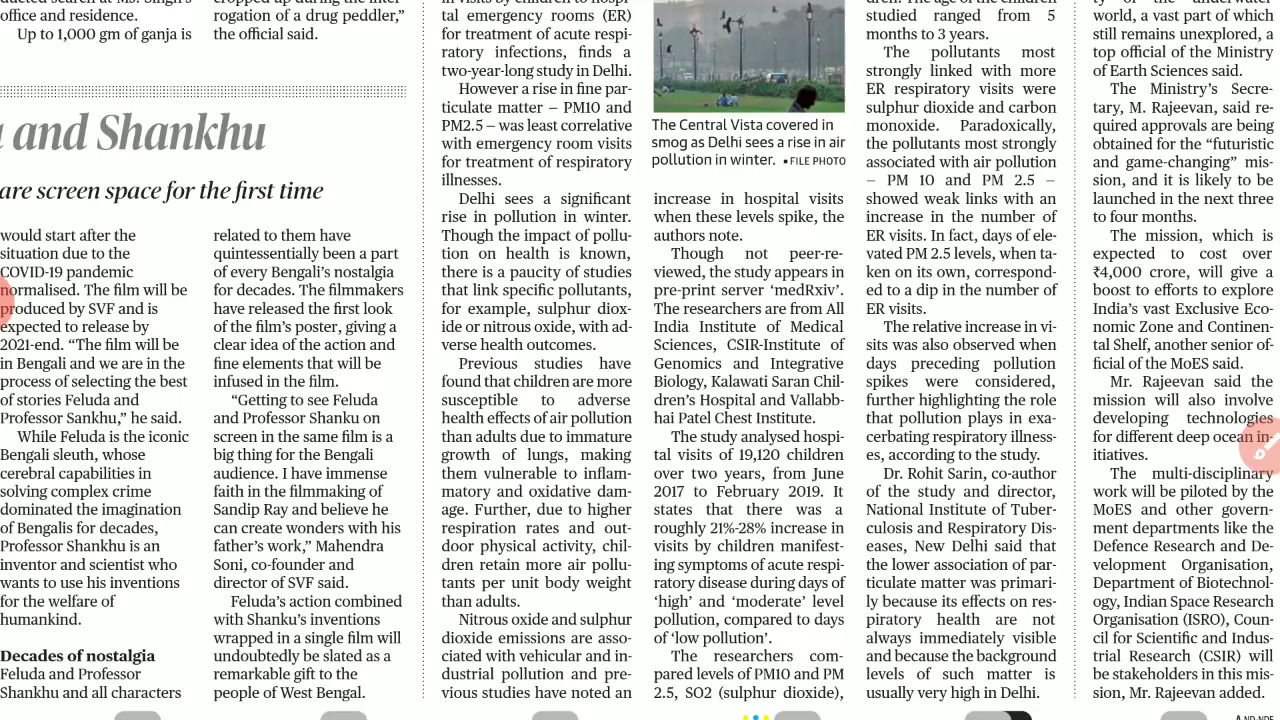 ducted search at Ms. Singh's
office and residence.
Up to 1,000 gm of ganja is
cropped up during the inter-
rogation of a drug peddler,”
the official said.
a and Shankhu
are screen space for the first time
would start after the
situation due to the
COVID-19 pandemic
normalised. The film will be
produced by SVF and is
expected to release by
2021-end. “The film will be
in Bengali and we are in the
process of selecting the best
of stories Feluda and
Professor Sankhu,” he said.
While Feluda is the iconic
Bengali sleuth, whose
cerebral capabilities in
solving complex crime
dominated the imagination
of Bengalis for decades,
Professor Shankhu is an
inventor and scientist who
wants to use his inventions
for the welfare of
humankind.
Decades of nostalgia
Feluda and Professor
Shankhu and all characters
related to them have
quintessentially been a part
of every Bengali’s nostalgia
for decades. The filmmakers
have released the first look
of the film’s poster, giving a
clear idea of the action and
fine elements that will be
infused in the film.
“Getting to see Feluda
and Professor Shanku on
screen in the same film is a
big thing for the Bengali
audience. I have immense
faith in the filmmaking of
Sandip Ray and believe he
can create wonders with his
father’s work,” Mahendra
Soni, co-founder and
director of SVF said.
Feluda’s action combined
with Shanku’s inventions
wrapped in a single film will
undoubtedly be slated as a
remarkable gift to the
people of West Bengal.
in visits by children to hospi-
tal emergency rooms (ER)
for treatment of acute respi-
ratory infections, finds a
two-year-long study in Delhi.
However a rise in fine par-
ticulate matter – PM10 and
PM2.5 – was least correlative
with emergency room visits
for treatment of respiratory
illnesses.
Delhi sees a significant
rise in pollution in winter.
Though the impact of pollu-
tion on health is known,
there is a paucity of studies
that link specific pollutants,
for example, sulphur diox-
ide or nitrous oxide, with ad-
verse health outcomes.
Previous studies have
found that children are more
susceptible to adverse
health effects of air pollution
than adults due to immature
growth of lungs, making
them vulnerable to inflam-
matory and oxidative dam-
age. Further, due to higher
respiration rates and out-
door physical activity, chil-
dren retain more air pollu-
tants per unit body weight
than adults.
Nitrous oxide and sulphur
dioxide emissions are asso-
ciated with vehicular and in-
dustrial pollution and pre-
vious studies have noted an
The Central Vista covered in
smog as Delhi sees a rise in air
pollution in winter. ▪ FILE PHOTO
increase in hospital visits
when these levels spike, the
authors note.
Though not peer-re-
viewed, the study appears in
pre-print server ‘medRxiv’.
The researchers are from All
India Institute of Medical
Sciences, CSIR-Institute of
Genomics and Integrative
Biology, Kalawati Saran Chil-
dren’s Hospital and Vallabb-
hai Patel Chest Institute.
The study analysed hospi-
tal visits of 19,120 children
over two years, from June
2017 to February 2019. It
states that there was a
roughly 21%-28% increase in
visits by children manifest-
ing symptoms of acute respi-
ratory disease during days of
‘high’ and ‘moderate’ level
pollution, compared to days
of ‘low pollution’.
The researchers com-
pared levels of PM10 and PM
2.5, SO2 (sulphur dioxide),
dren. The age of the children
studied ranged from 5
months to 3 years.
The pollutants most
strongly linked with more
ER respiratory visits were
sulphur dioxide and carbon
monoxide. Paradoxically,
the pollutants most strongly
associated with air pollution
– PM 10 and PM 2.5 –
showed weak links with an
increase in the number of
ER visits. In fact, days of ele-
vated PM 2.5 levels, when ta-
ken on its own, correspond-
ed to a dip in the number of
ER visits.
The relative increase in vi-
sits was also observed when
days preceding pollution
spikes were considered,
further highlighting the role
that pollution plays in exa-
cerbating respiratory illness-
es, according to the study.
Dr. Rohit Sarin, co-author
of the study and director,
National Institute of Tuber-
culosis and Respiratory Dis-
eases, New Delhi said that
the lower association of par-
ticulate matter was primari-
ly because its effects on res-
piratory health are not
always immediately visible
and because the background
levels of such matter is
usually very high in Delhi.
ty of the underwater
world, a vast part of which
still remains unexplored, a
top official of the Ministry
of Earth Sciences said.
The Ministry’s Secre-
tary, M. Rajeevan, said re-
quired approvals are being
obtained for the “futuristic
and game-changing” mis-
sion, and it is likely to be
launched in the next three
to four months.
The mission, which is
expected to cost over
₹4,000 crore, will give a
boost to efforts to explore
India’s vast Exclusive Eco-
nomic Zone and Continen-
tal Shelf, another senior of-
ficial of the MoES said.
Mr. Rajeevan said the
mission will also involve
developing technologies
for different deep ocean in-
itiatives.
The multi-disciplinary
work will be piloted by the
MoES and other govern-
ment departments like the
Defence Research and De-
velopment Organisation,
Department of Biotechnol-
ogy, Indian Space Research
Organisation (ISRO), Coun-
cil for Scientific and Indus-
trial Research (CSIR) will
be stakeholders in this mis-
sion, Mr. Rajeevan added.